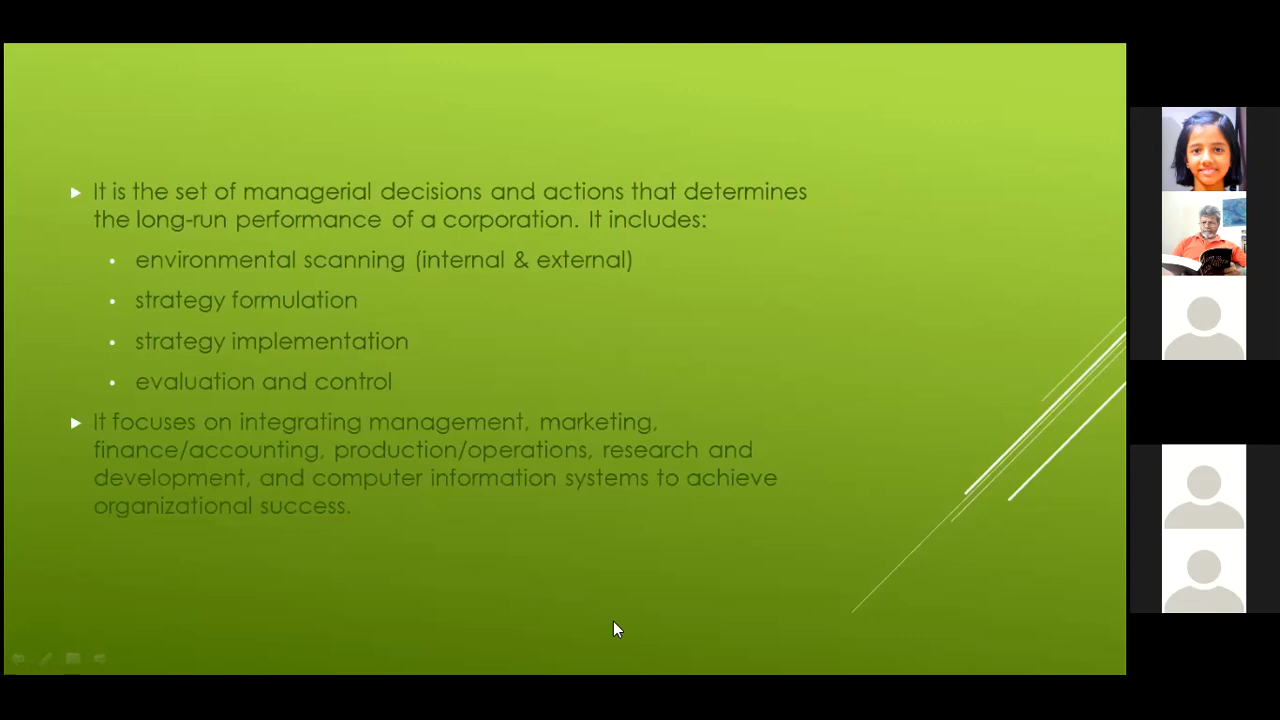 It is the set of managerial decisions and actions that determines
the long-run performance of a corporation. It includes:
environmental scanning (internal & external)
strategy formulation
strategy implementation
evaluation and control
It focuses on integrating management, marketing,
finance/accounting, production/operations, research and
development, and computer information systems to achieve
organizational success.